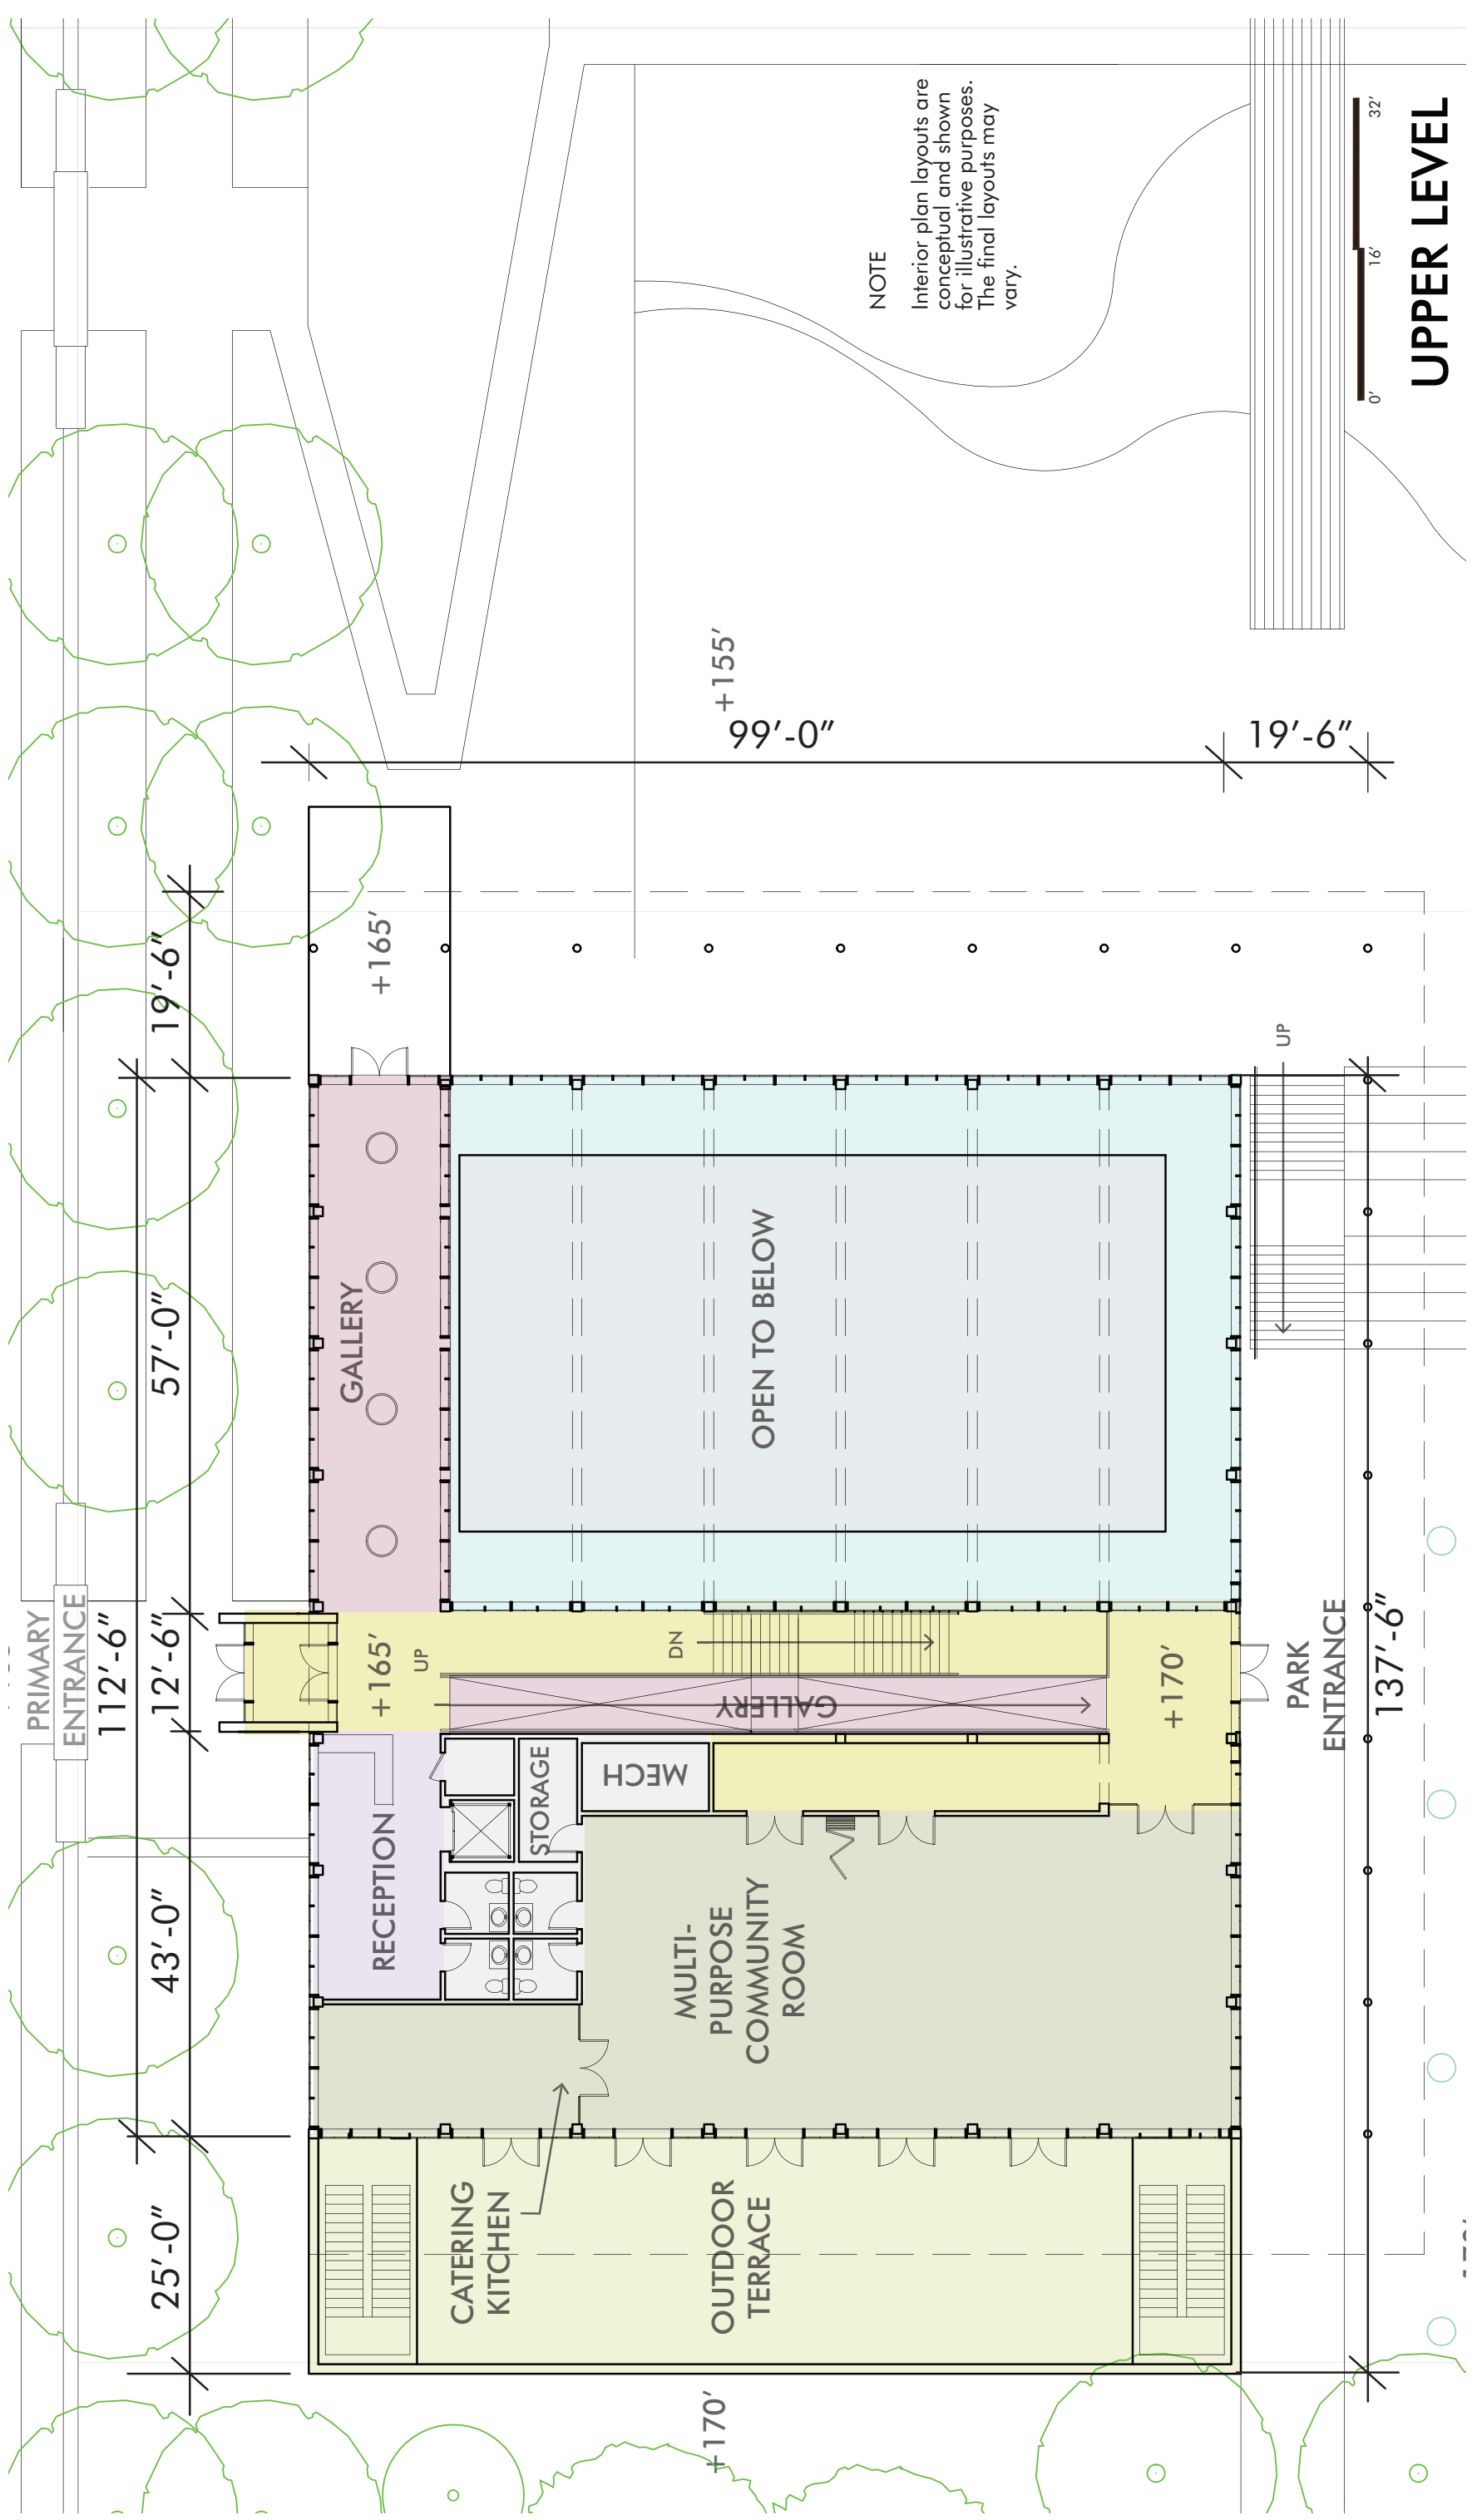 NOTE
Interior plan layouts are
conceptual and shown
for illustrative purposes.
The final layouts may
vary.
0’
16’
32’
UPPER LEVEL
+155’
99’-0”
19’-6”
19’-6”
+165’
UP
57’-0”
GALLERY
OPEN TO BELOW
PRIMARY
ENTRANCE
112’-6”
12’-6”
+165’
UP
DN
GALLERY
+170’
PARK
ENTRANCE
137’-6”
MECH
STORAGE
RECEPTION
43’-0”
MULTI-
PURPOSE
COMMUNITY
ROOM
25’-0”
CATERING
KITCHEN
OUTDOOR
TERRACE
+170’